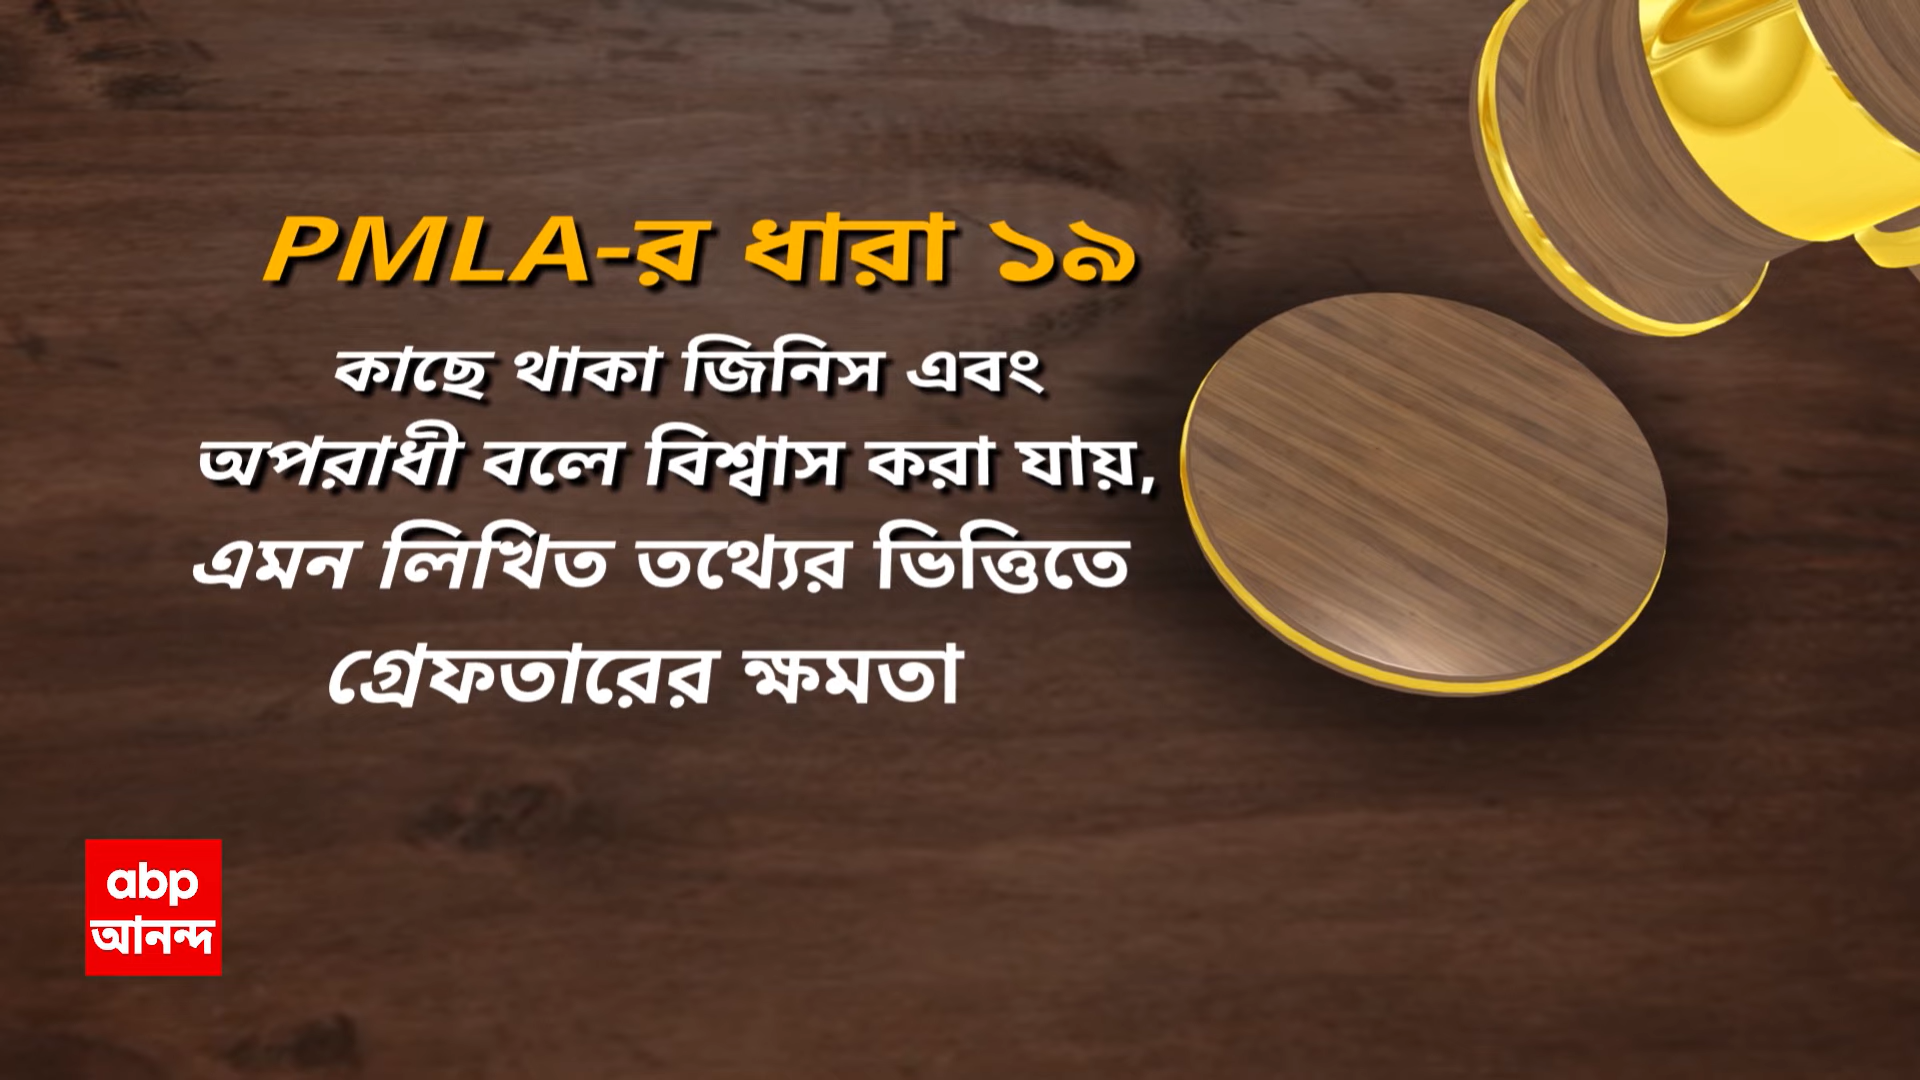 PMLA-র ধারা ১৯
কাছে থাকা জিনিস এবং
অপরাধী বলে বিশ্বাস করা যায়,
এমন লিখিত তথ্যের ভিত্তিতে
গ্রেফতারের ক্ষমতা
abp
আনন্দ